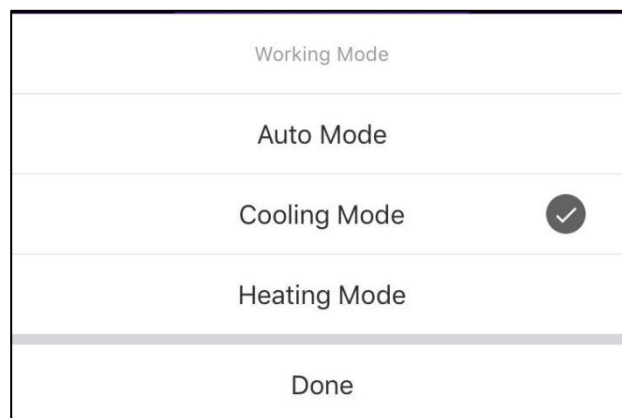 Working Mode
Auto Mode
Cooling Mode
Heating Mode
Done